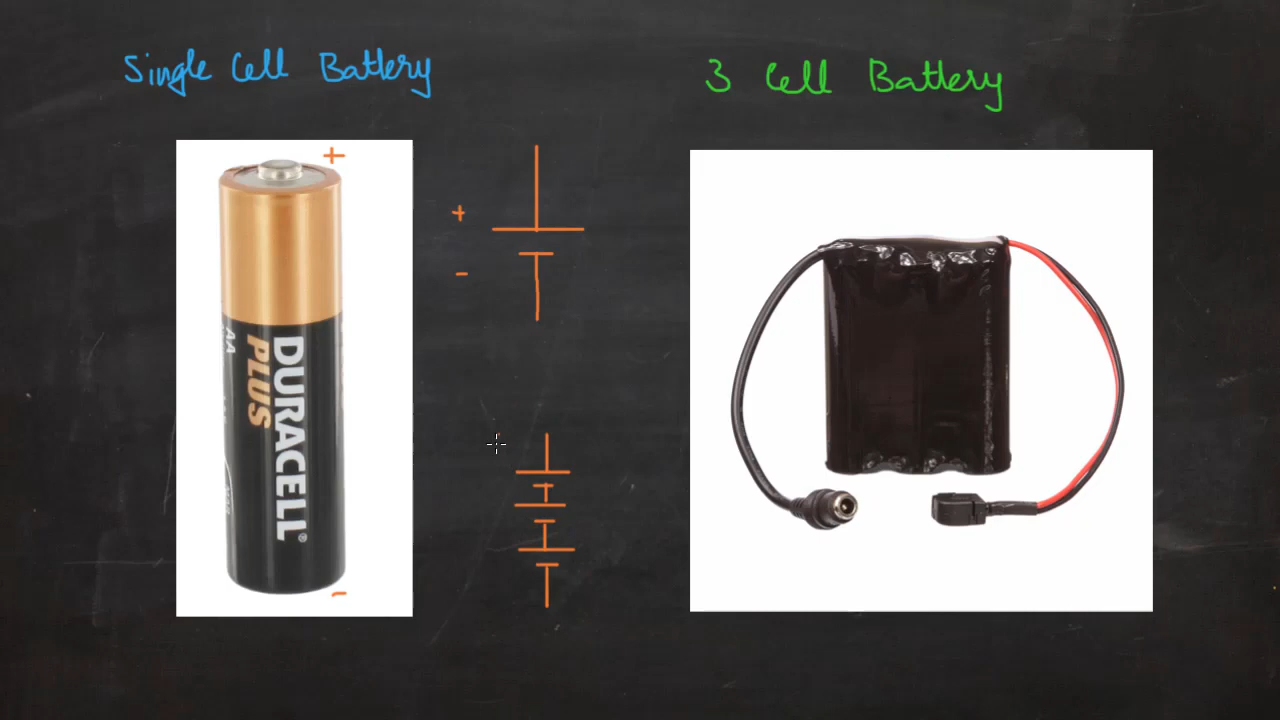 Single Cell Battery
3 Cell Battery
+
+
-
-
AA
PLUS
DURACELL®